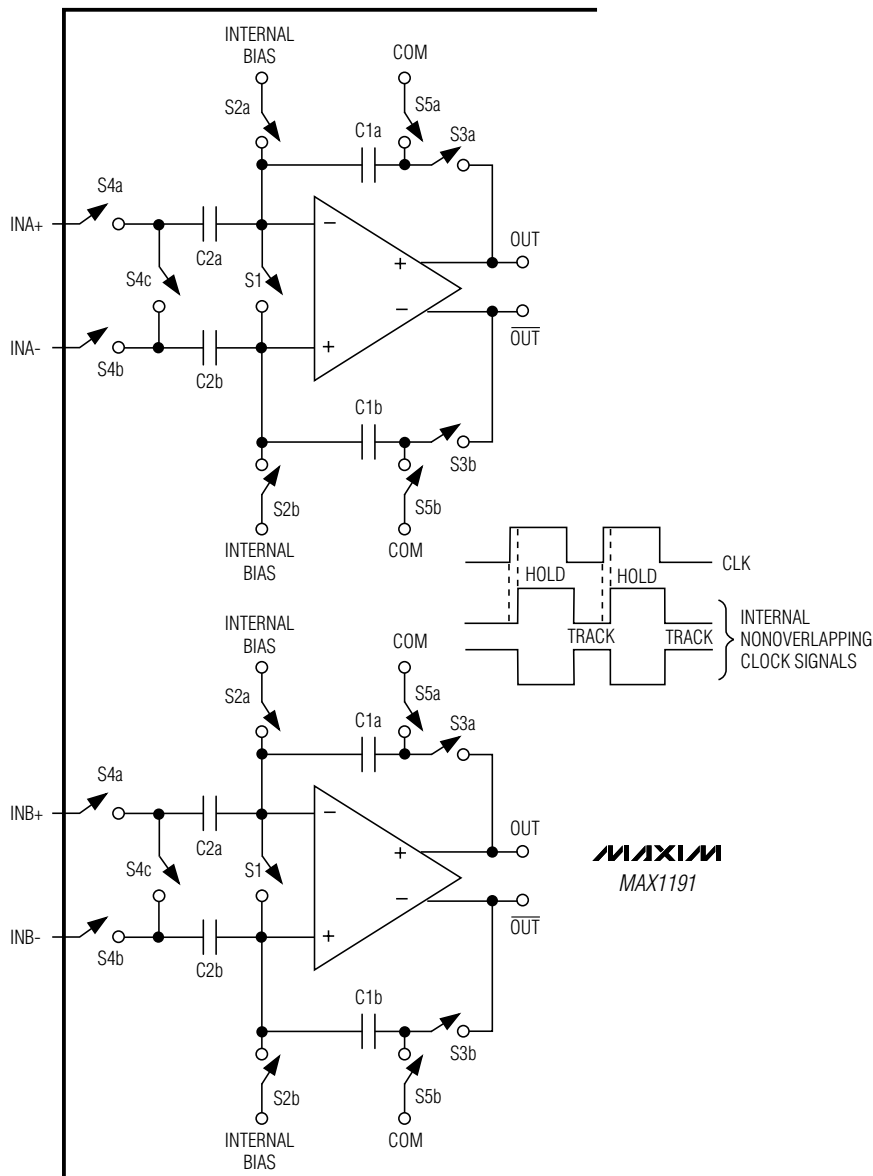 INTERNAL
BIAS
COM
S2a
S5a
C1a
S3a
S4a
INA+
−
C2a
OUT
+
S4c
S1
−
OUT
INA-
+
S4b
C2b
C1b
S3b
S2b
S5b
INTERNAL
BIAS
COM
CLK
HOLD
HOLD
TRACK
TRACK
INTERNAL
NONOVERLAPPING
CLOCK SIGNALS
INTERNAL
BIAS
COM
S2a
S5a
C1a
S3a
S4a
INB+
−
C2a
OUT
+
S4c
S1
−
OUT
MAXIM
MAX1191
INB-
+
S4b
C2b
C1b
S3b
S2b
S5b
INTERNAL
BIAS
COM